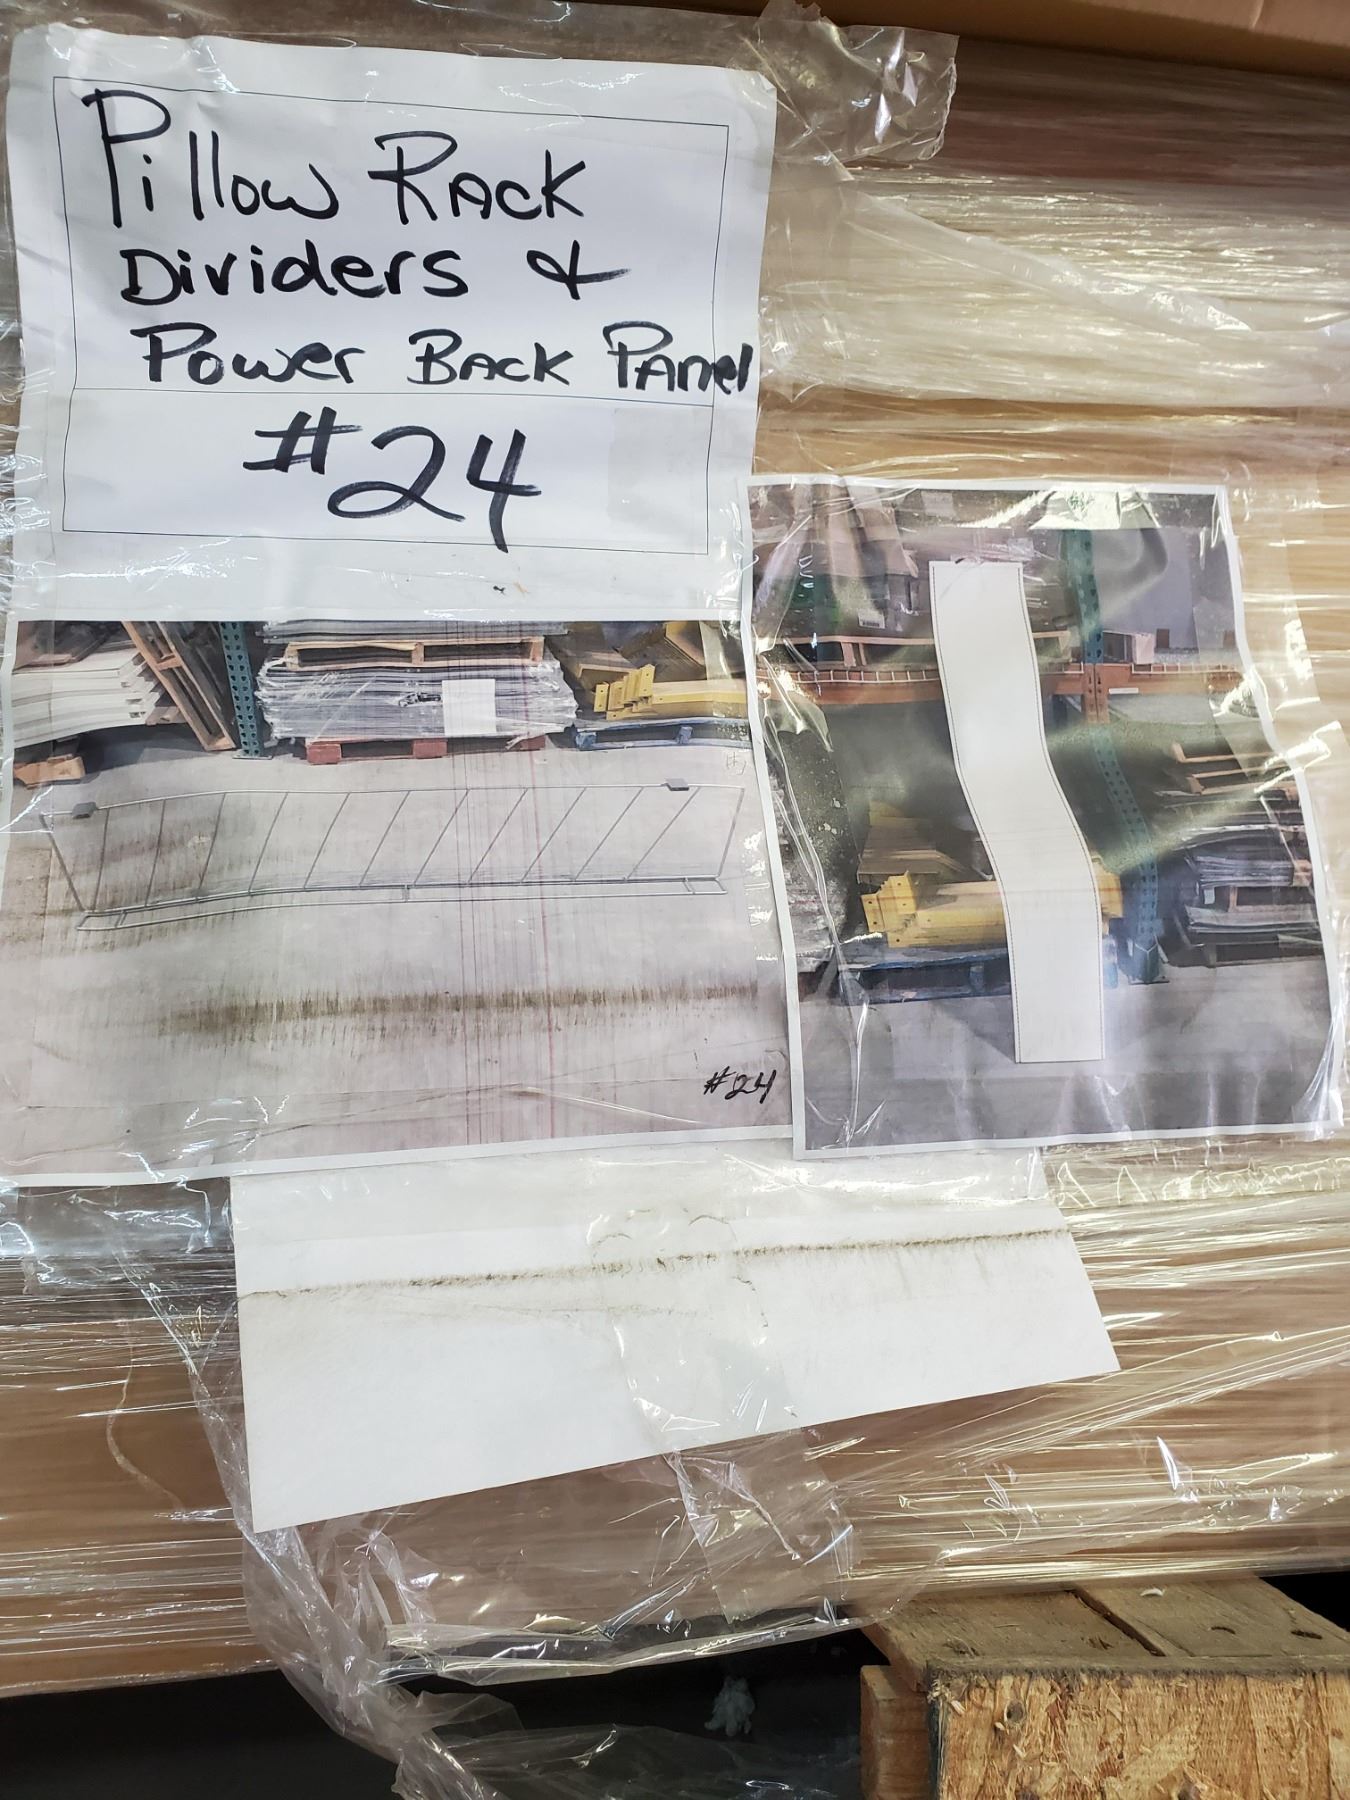 Pillow Rack
Dividers &
Power Back Panel
#24
#24